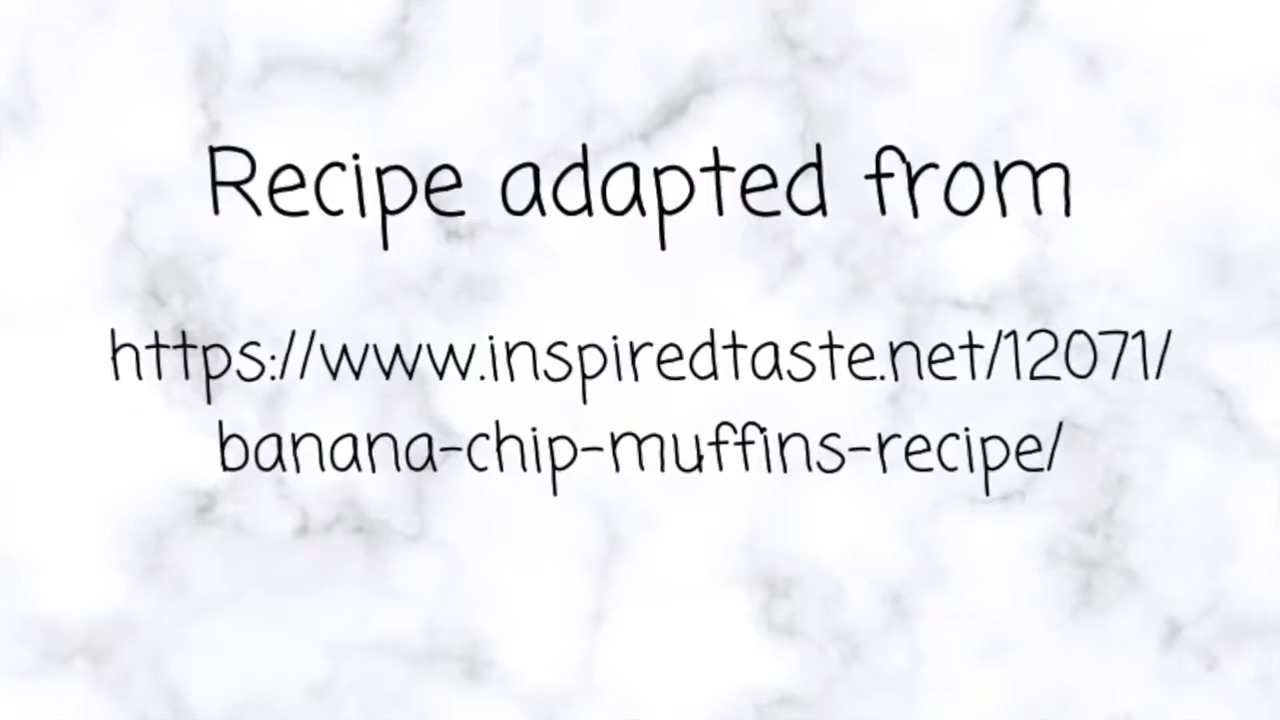 Recipe adapted from
https://www.inspiredtaste.net/12071/
banana-chip-muffins-recipe/